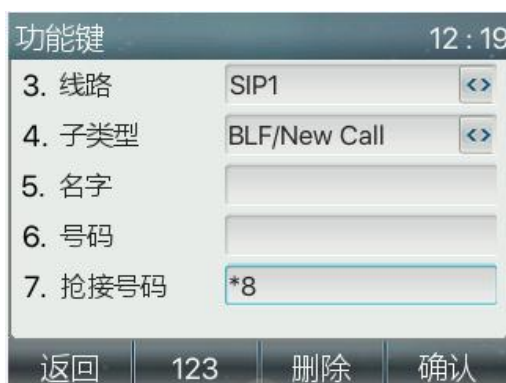 功能键 12:19
3. 线路 SIP1
4. 子类型 BLF/New Call
5. 名字
6. 号码
7. 抢接号码 *8
返回 123 删除 确认